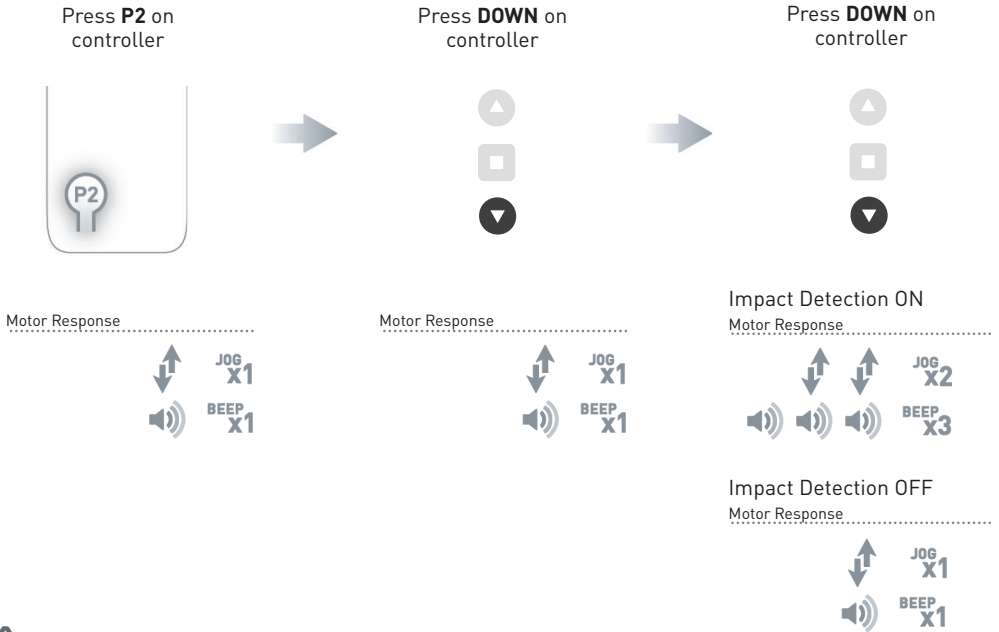 Press P2 on
controller
Press DOWN on
controller
Press DOWN on
controller
P2
Motor Response
JOG
X1
BEEP
X1
Motor Response
JOG
X1
BEEP
X1
Impact Detection ON
Motor Response
JOG
X2
BEEP
X3
Impact Detection OFF
Motor Response
JOG
X1
BEEP
X1